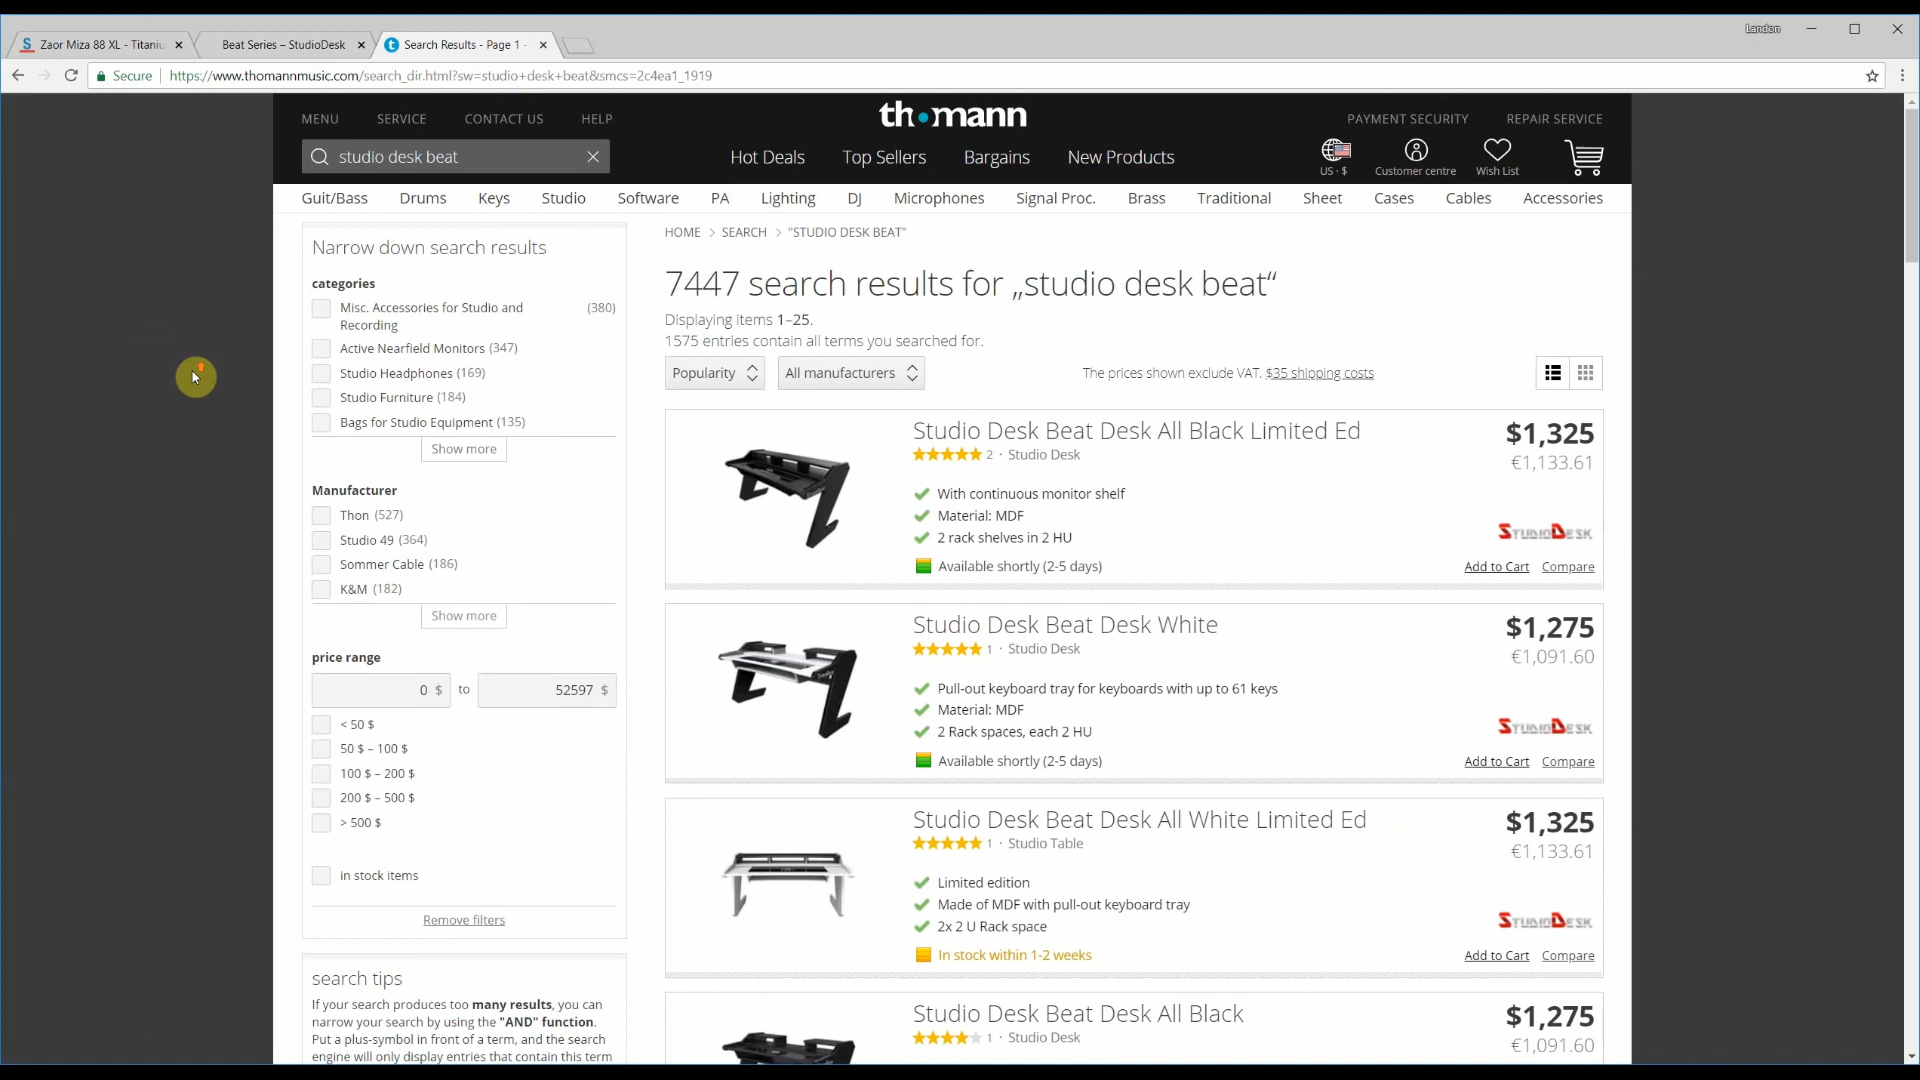 Landon
Zaor Miza 88 XL - Titaniu
Beat Series – StudioDesk
Search Results - Page 1 -
Secure
https://www.thomannmusic.com/search_dir.html?sw=studio+desk+beat&smcs=2c4ea1_1919
MENU SERVICE CONTACT US HELP
th•mann
PAYMENT SECURITY REPAIR SERVICE
studio desk beat
Hot Deals Top Sellers Bargains New Products
US · $ Customer centre Wish List
Guit/Bass Drums Keys Studio Software PA Lighting DJ Microphones Signal Proc. Brass Traditional Sheet Cases Cables Accessories
Narrow down search results
categories
Misc. Accessories for Studio and (380)
Recording
Active Nearfield Monitors (347)
Studio Headphones (169)
Studio Furniture (184)
Bags for Studio Equipment (135)
Show more
Manufacturer
Thon (527)
Studio 49 (364)
Sommer Cable (186)
K&M (182)
Show more
price range
0 $ to 52597 $
< 50 $
50 $ – 100 $
100 $ – 200 $
200 $ – 500 $
> 500 $
in stock items
Remove filters
search tips
If your search produces too many results, you can
narrow your search by using the "AND" function.
Put a plus-symbol in front of a term, and the search
engine will only display entries that contain this term
HOME > SEARCH > "STUDIO DESK BEAT"
7447 search results for „studio desk beat“
Displaying items 1–25.
1575 entries contain all terms you searched for.
Popularity All manufacturers
The prices shown exclude VAT. $35 shipping costs
Studio Desk Beat Desk All Black Limited Ed
$1,325
2 · Studio Desk
€1,133.61
With continuous monitor shelf
Material: MDF
2 rack shelves in 2 HU
STUDIODESK
Available shortly (2-5 days)
Add to Cart Compare
Studio Desk Beat Desk White
$1,275
1 · Studio Desk
€1,091.60
Pull-out keyboard tray for keyboards with up to 61 keys
Material: MDF
2 Rack spaces, each 2 HU
STUDIODESK
Available shortly (2-5 days)
Add to Cart Compare
Studio Desk Beat Desk All White Limited Ed
$1,325
1 · Studio Table
€1,133.61
Limited edition
Made of MDF with pull-out keyboard tray
2x 2 U Rack space
STUDIODESK
In stock within 1-2 weeks
Add to Cart Compare
Studio Desk Beat Desk All Black
$1,275
1 · Studio Desk
€1,091.60